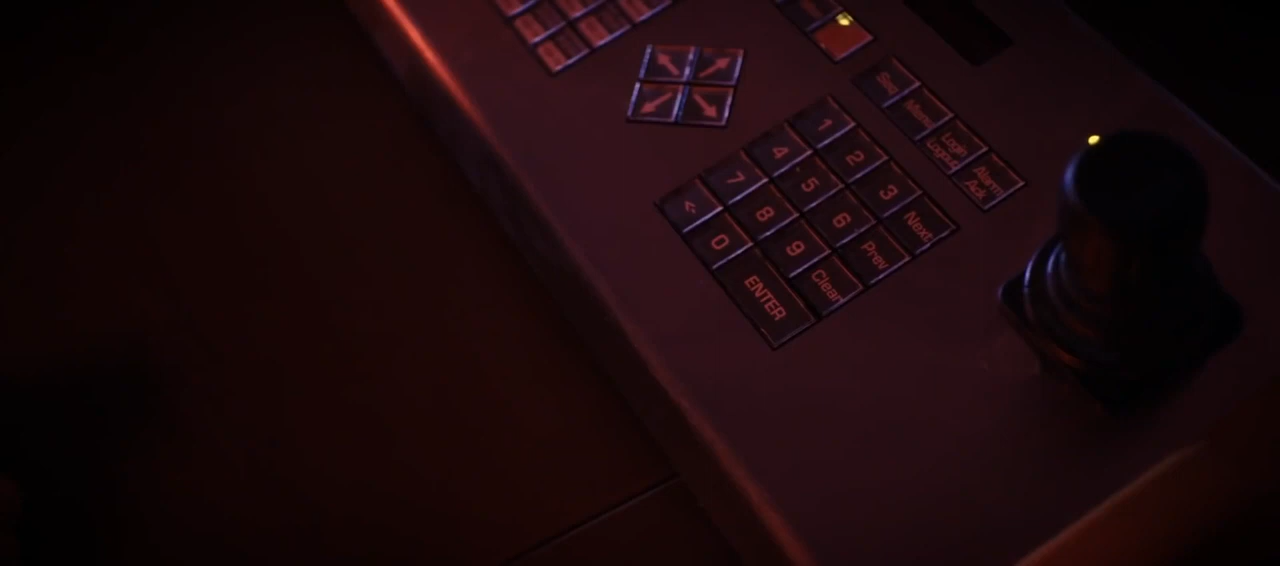 Seq
Menu
Login
Logout
Alarm
Ack
1
2
3
Next
4
5
6
Prev
7
8
9
Clear
<-
0
ENTER